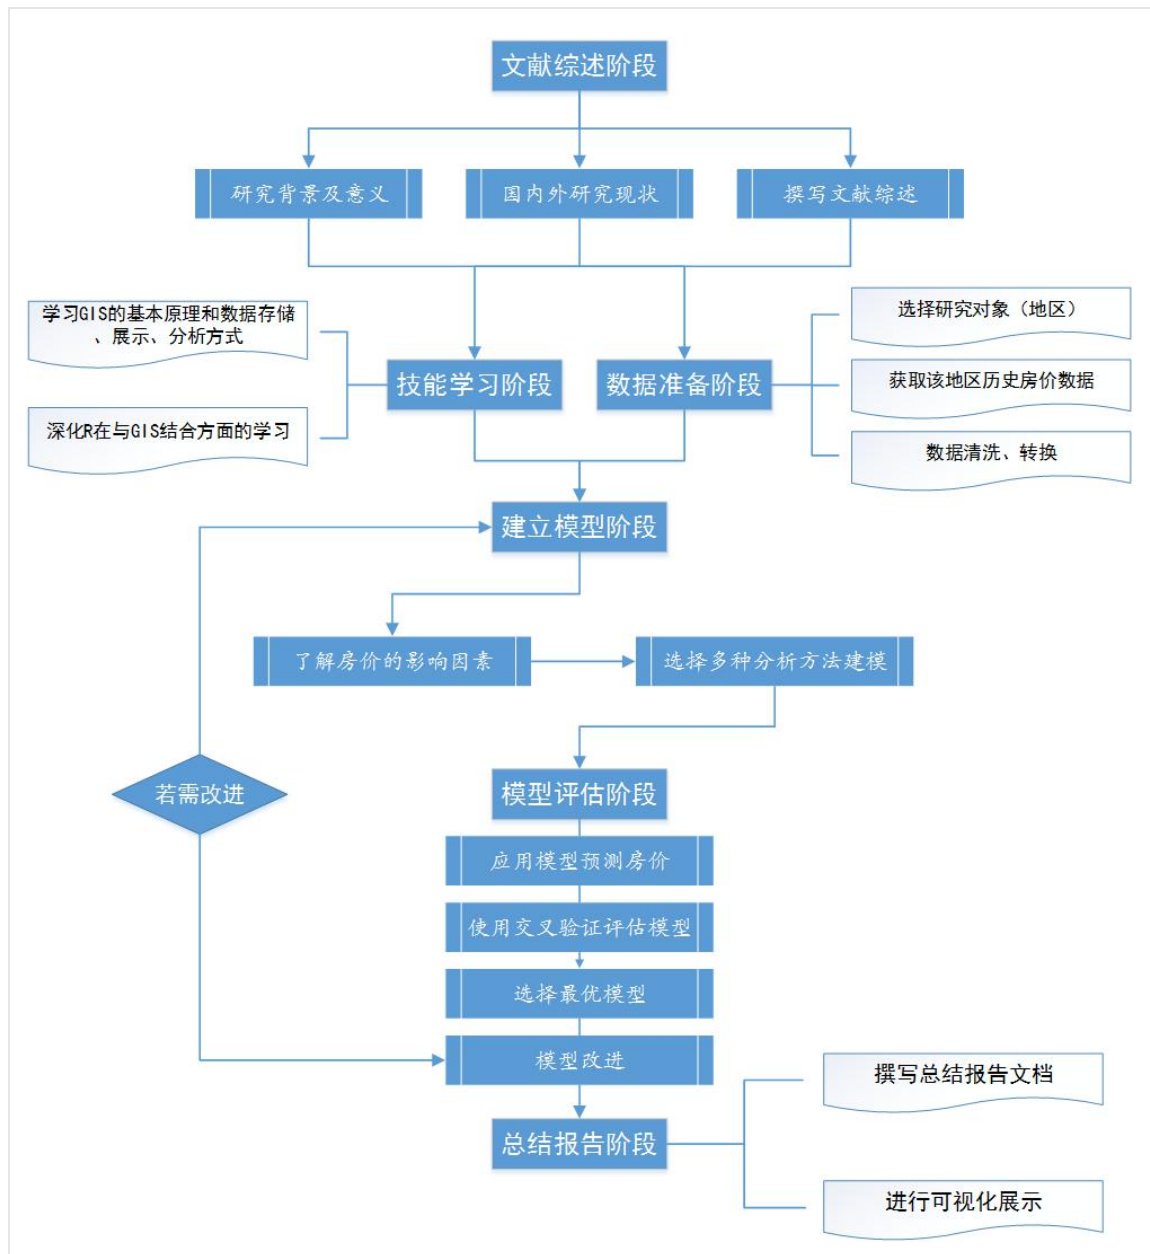 文献综述阶段
研究背景及意义
国内外研究现状
撰写文献综述
学习GIS的基本原理和数据存储
、展示、分析方式
深化R在与GIS结合方面的学习
技能学习阶段
数据准备阶段
选择研究对象（地区）
获取该地区历史房价数据
数据清洗、转换
建立模型阶段
了解房价的影响因素
选择多种分析方法建模
若需改进
模型评估阶段
应用模型预测房价
使用交叉验证评估模型
选择最优模型
模型改进
总结报告阶段
撰写总结报告文档
进行可视化展示